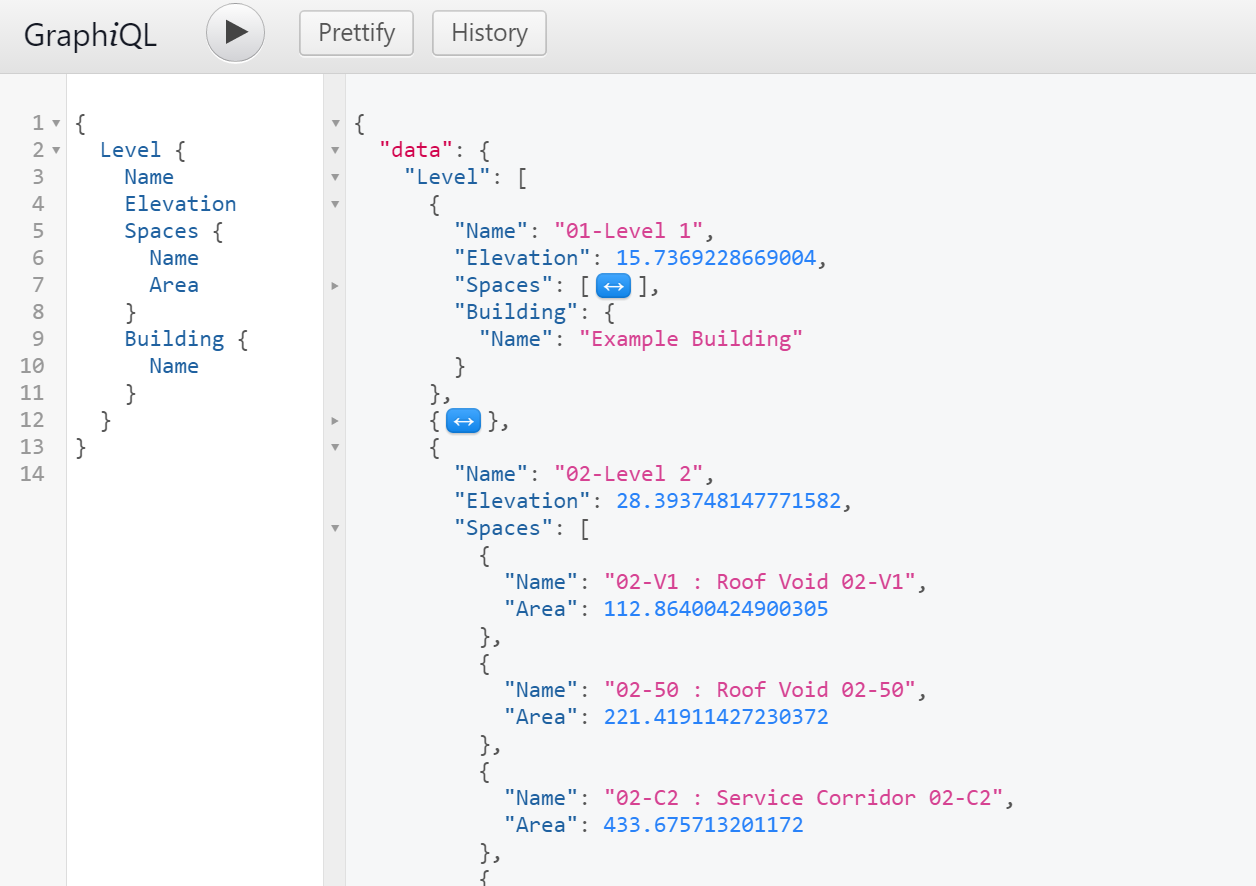 GraphiQL
Prettify
History
1 {
2 Level {
3 Name
4 Elevation
5 Spaces {
6 Name
7 Area
8 }
9 Building {
10 Name
11 }
12 }
13 }
14
{
"data": {
"Level": [
{
"Name": "01-Level 1",
"Elevation": 15.7369228669004,
"Spaces": [ ↔ ],
"Building": {
"Name": "Example Building"
}
},
{ ↔ },
{
"Name": "02-Level 2",
"Elevation": 28.393748147771582,
"Spaces": [
{
"Name": "02-V1 : Roof Void 02-V1",
"Area": 112.86400424900305
},
{
"Name": "02-50 : Roof Void 02-50",
"Area": 221.41911427230372
},
{
"Name": "02-C2 : Service Corridor 02-C2",
"Area": 433.675713201172
},
{